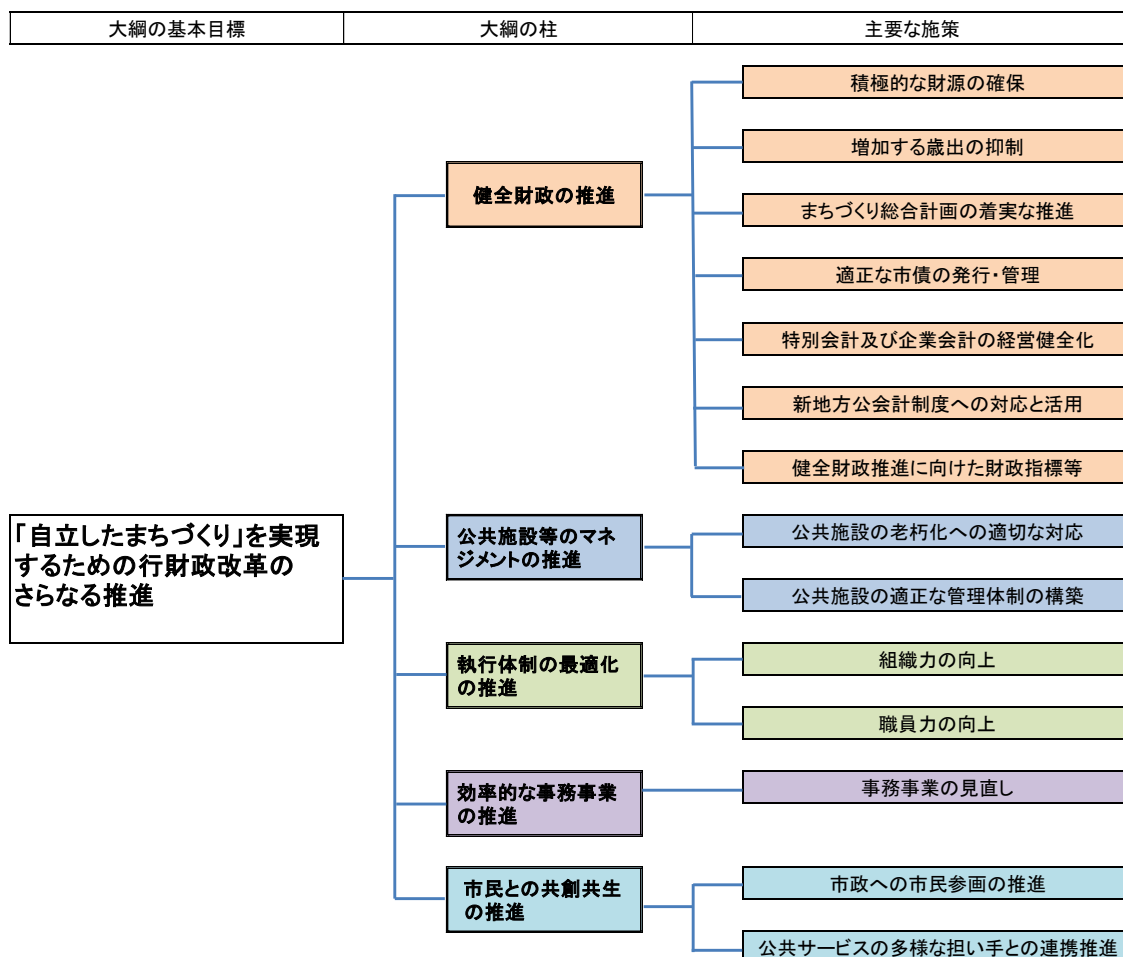 大綱の基本目標
大綱の柱
主要な施策
「自立したまちづくり」を実現
するための行財政改革の
さらなる推進
健全財政の推進
積極的な財源の確保
増加する歳出の抑制
まちづくり総合計画の着実な推進
適正な市債の発行・管理
特別会計及び企業会計の経営健全化
新地方公会計制度への対応と活用
健全財政推進に向けた財政指標等
公共施設等のマネ
ジメントの推進
公共施設の老朽化への適切な対応
公共施設の適正な管理体制の構築
執行体制の最適化
の推進
組織力の向上
職員力の向上
効率的な事務事業
の推進
事務事業の見直し
市民との共創共生
の推進
市政への市民参画の推進
公共サービスの多様な担い手との連携推進